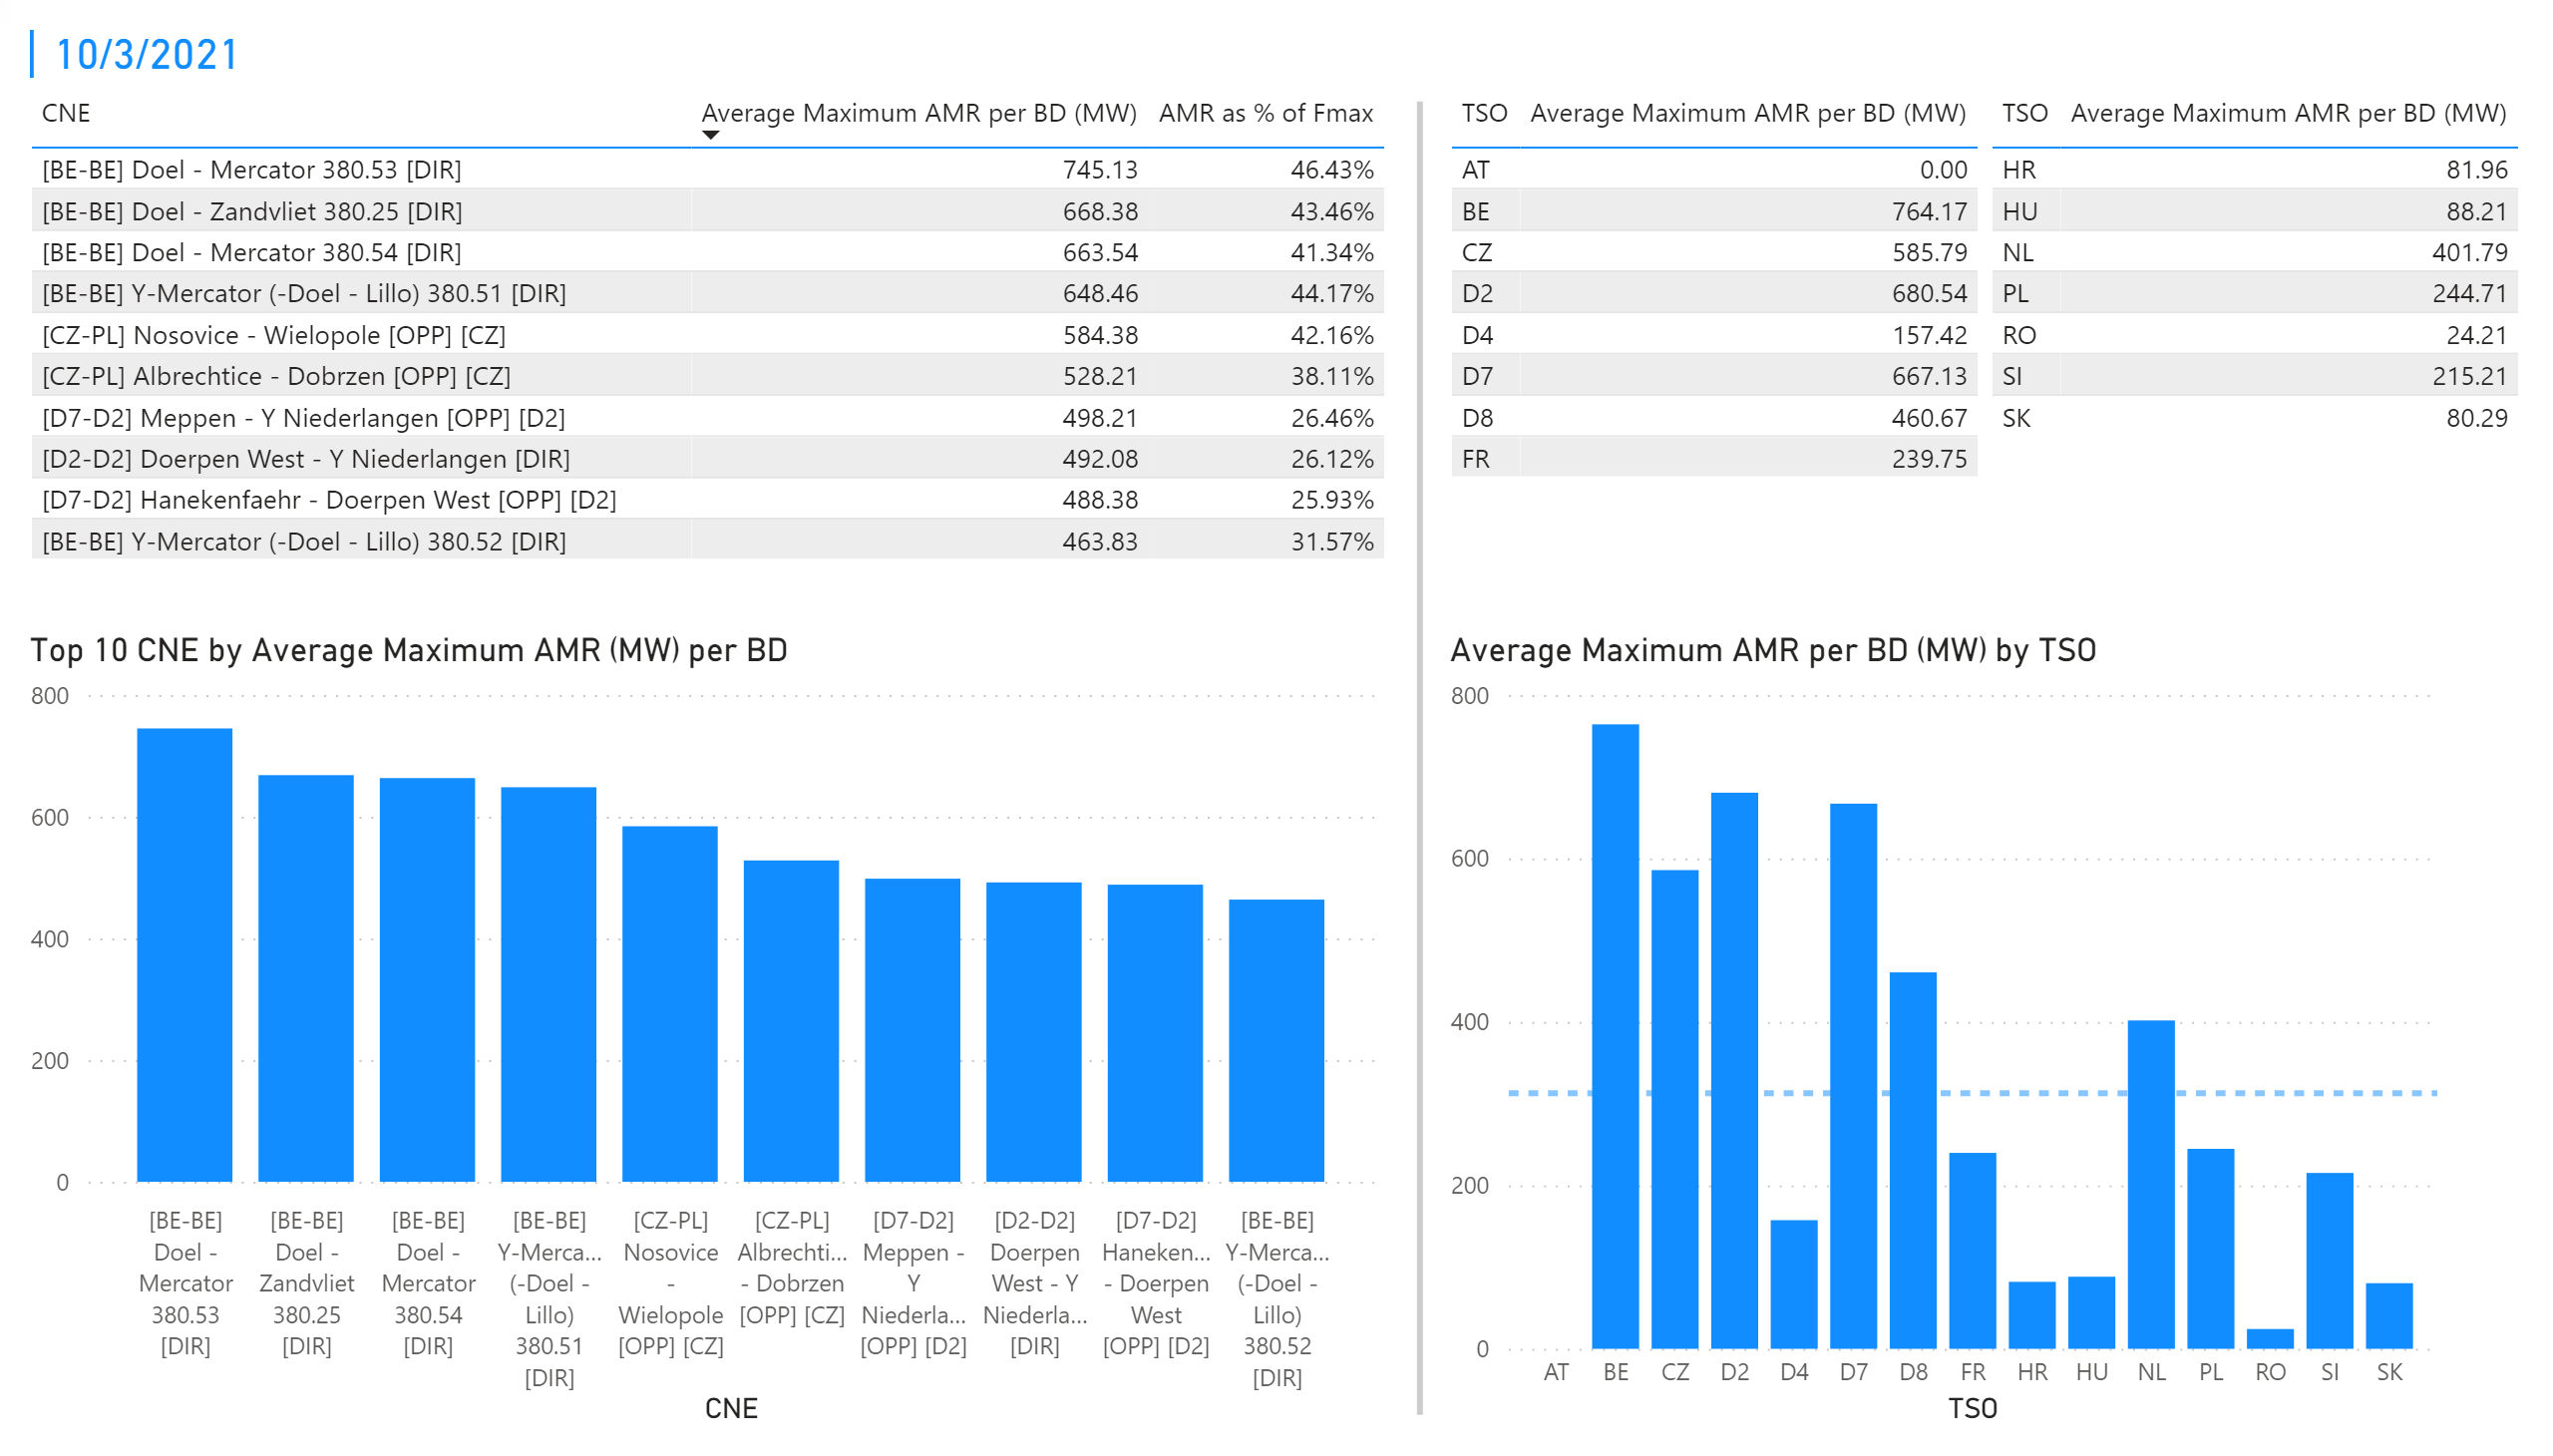 10/3/2021
CNE Average Maximum AMR per BD (MW) AMR as % of Fmax
[BE-BE] Doel - Mercator 380.53 [DIR] 745.13 46.43%
[BE-BE] Doel - Zandvliet 380.25 [DIR] 668.38 43.46%
[BE-BE] Doel - Mercator 380.54 [DIR] 663.54 41.34%
[BE-BE] Y-Mercator (-Doel - Lillo) 380.51 [DIR] 648.46 44.17%
[CZ-PL] Nosovice - Wielopole [OPP] [CZ] 584.38 42.16%
[CZ-PL] Albrechtice - Dobrzen [OPP] [CZ] 528.21 38.11%
[D7-D2] Meppen - Y Niederlangen [OPP] [D2] 498.21 26.46%
[D2-D2] Doerpen West - Y Niederlangen [DIR] 492.08 26.12%
[D7-D2] Hanekenfaehr - Doerpen West [OPP] [D2] 488.38 25.93%
[BE-BE] Y-Mercator (-Doel - Lillo) 380.52 [DIR] 463.83 31.57%
TSO Average Maximum AMR per BD (MW)
AT 0.00
BE 764.17
CZ 585.79
D2 680.54
D4 157.42
D7 667.13
D8 460.67
FR 239.75
TSO Average Maximum AMR per BD (MW)
HR 81.96
HU 88.21
NL 401.79
PL 244.71
RO 24.21
SI 215.21
SK 80.29
Top 10 CNE by Average Maximum AMR (MW) per BD
800
600
400
200
0
[BE-BE]
Doel -
Mercator
380.53
[DIR]
[BE-BE]
Doel -
Zandvliet
380.25
[DIR]
[BE-BE]
Doel -
Mercator
380.54
[DIR]
[BE-BE]
Y-Merca...
(-Doel -
Lillo)
380.51
[DIR]
[CZ-PL]
Nosovice
-
Wielopole
[OPP] [CZ]
[CZ-PL]
Albrechti...
- Dobrzen
[OPP] [CZ]
[D7-D2]
Meppen -
Y
Niederla...
[OPP] [D2]
[D2-D2]
Doerpen
West - Y
Niederla...
[DIR]
[D7-D2]
Haneken...
- Doerpen
West
[OPP] [D2]
[BE-BE]
Y-Merca...
(-Doel -
Lillo)
380.52
[DIR]
CNE
Average Maximum AMR per BD (MW) by TSO
800
600
400
200
0
AT BE CZ D2 D4 D7 D8 FR HR HU NL PL RO SI SK
TSO